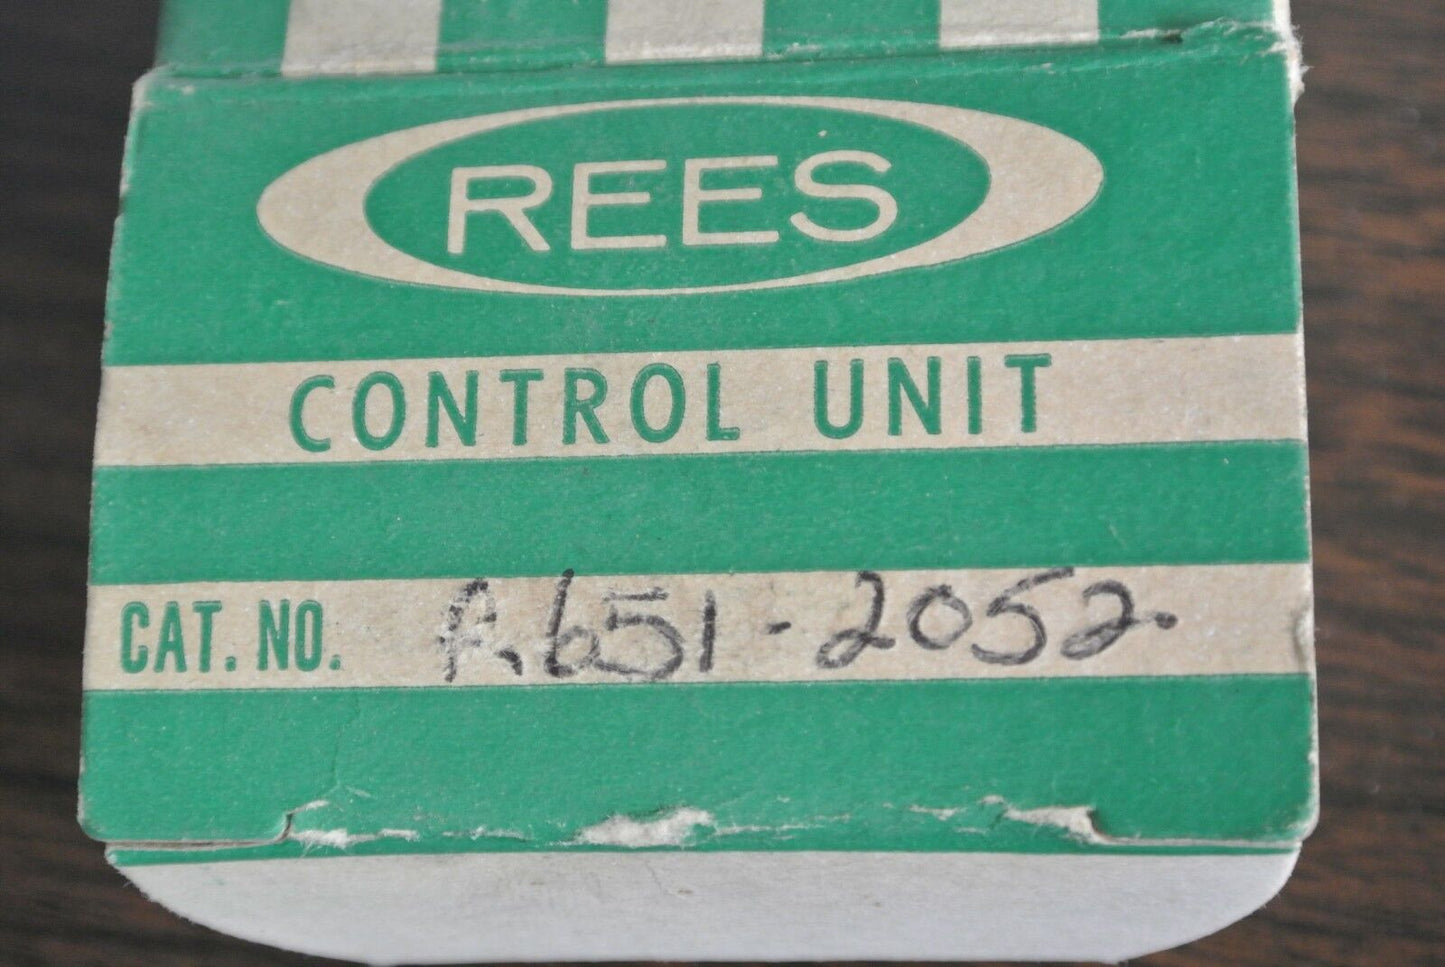 REES
CONTROL UNIT
CAT. NO. A651-2052.